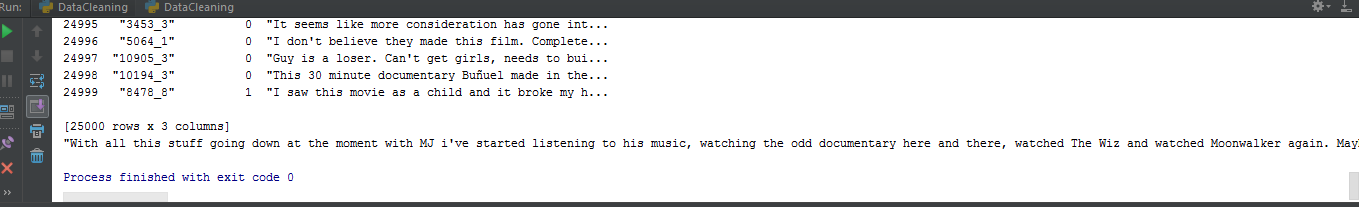 Run: DataCleaning DataCleaning
24995 "3453_3" 0 "It seems like more consideration has gone int...
24996 "5064_1" 0 "I don't believe they made this film. Complete...
24997 "10905_3" 0 "Guy is a loser. Can't get girls, needs to bui...
24998 "10194_3" 0 "This 30 minute documentary Buñuel made in the...
24999 "8478_8" 1 "I saw this movie as a child and it broke my h...
[25000 rows x 3 columns]
"With all this stuff going down at the moment with MJ i've started listening to his music, watching the odd documentary here and there, watched The Wiz and watched Moonwalker again. May
Process finished with exit code 0